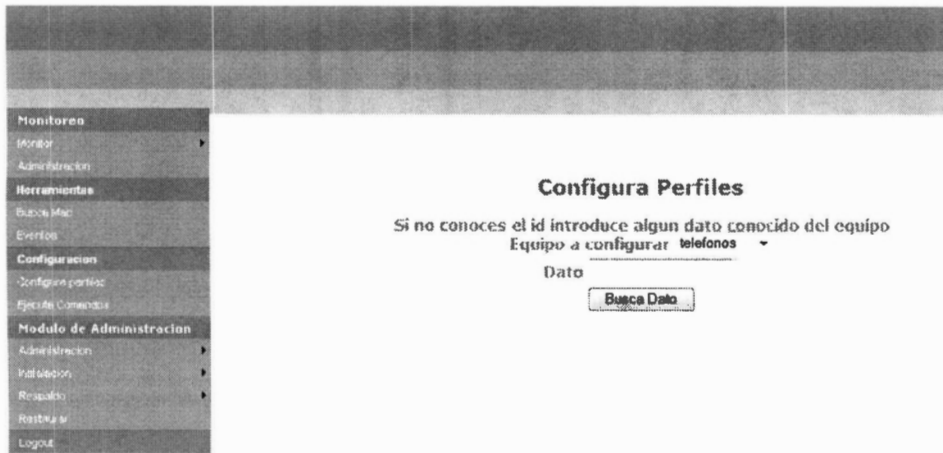 Monitoreo
Monitor
Administracion
Herramientas
Busca Mac
Eventos
Configuracion
Configura perfiles
Ejecuta Comandos
Modulo de Administracion
Administracion
Instalacion
Respaldo
Restaurar
Logout
Configura Perfiles
Si no conoces el id introduce algun dato conocido del equipo
Equipo a configurar telefonos
Dato
Busca Dato